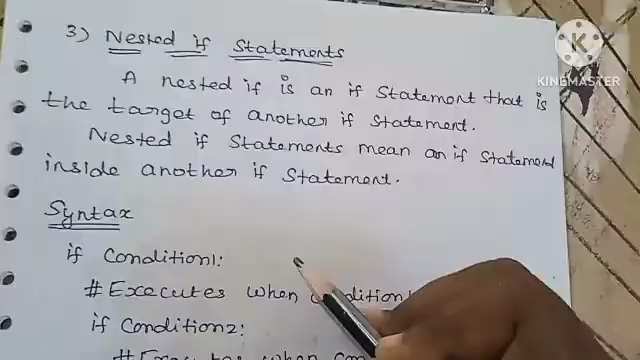 KINEMASTER
3) Nested if Statements
A nested if is an if Statement that is
the target of another if statement.
Nested if Statements mean an if Statement
inside another if Statement.
Syntax
if Condition1:
# Executes when Condition1
if Condition2: